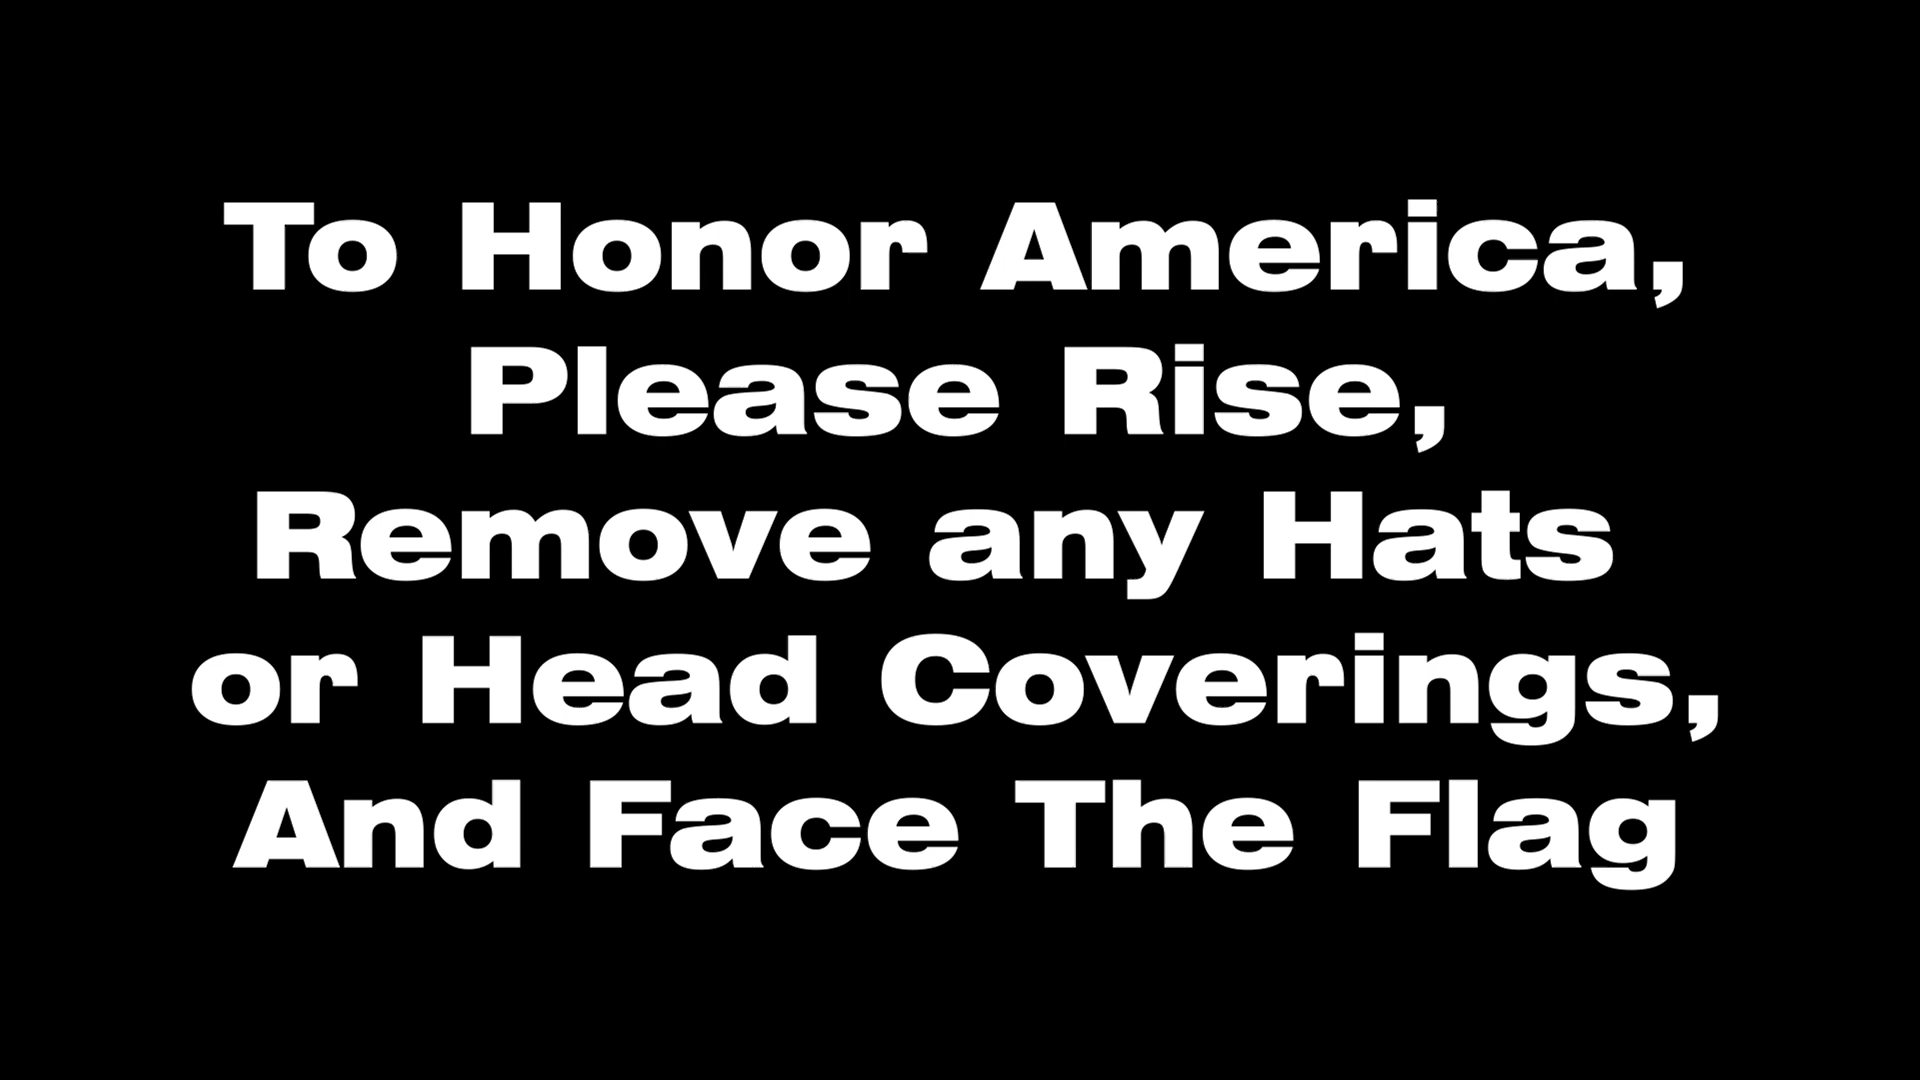 To Honor America,
Please Rise,
Remove any Hats
or Head Coverings,
And Face The Flag